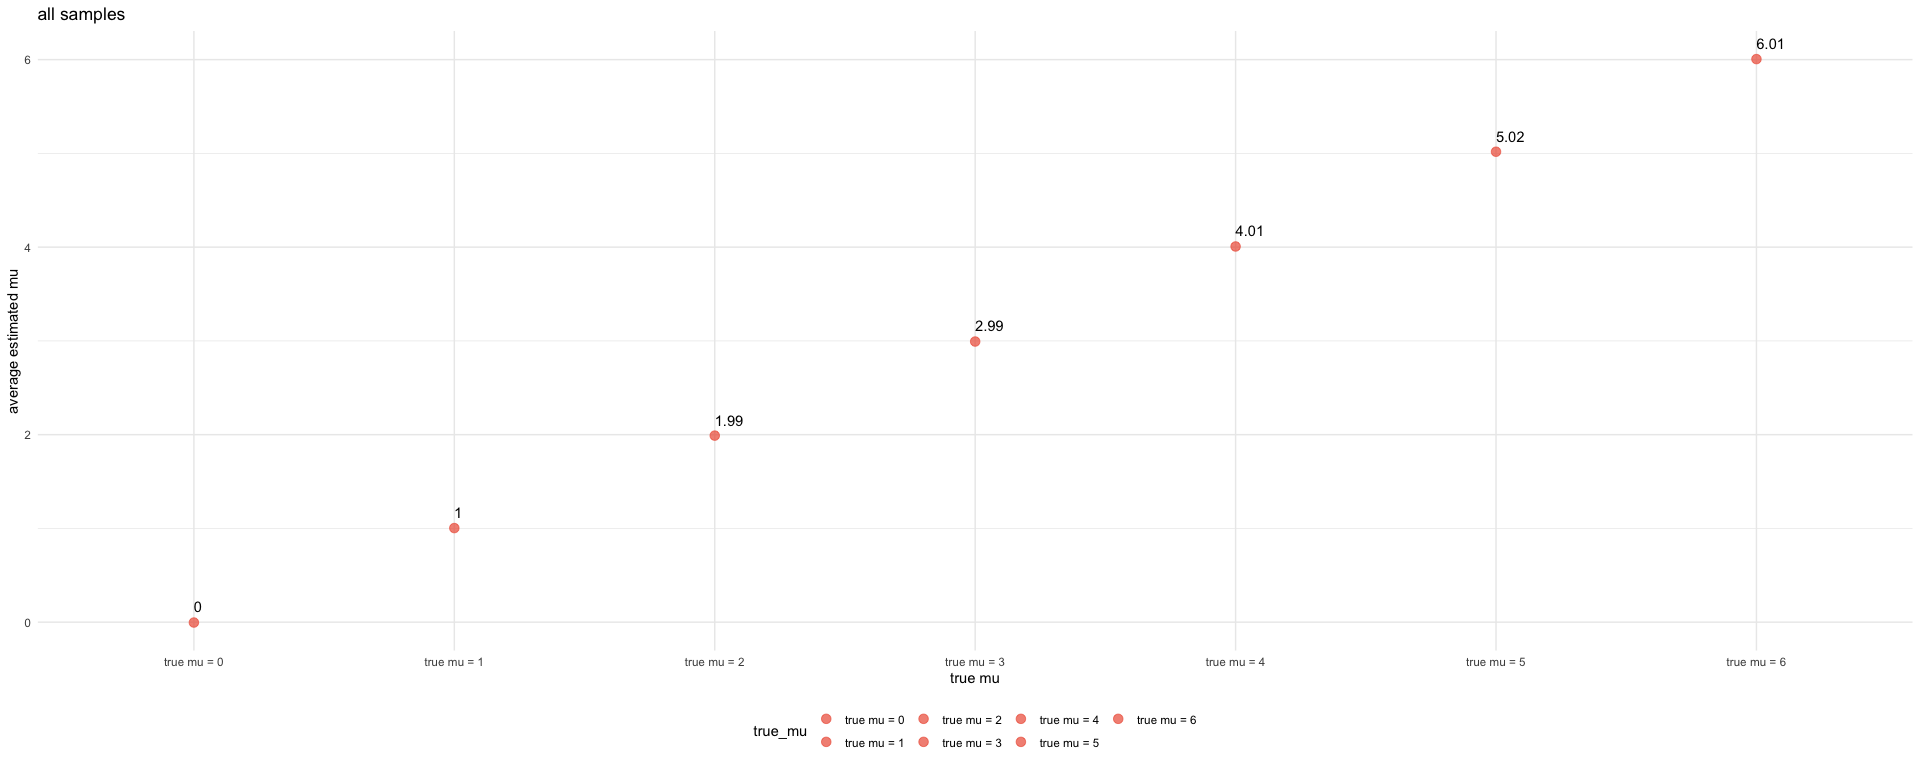 all samples
6.01
6
5.02
4.01
4
average estimated mu
2.99
1.99
2
1
0
0
true mu = 0 true mu = 1 true mu = 2 true mu = 3 true mu = 4 true mu = 5 true mu = 6
true mu
true_mu
true mu = 0 true mu = 2 true mu = 4 true mu = 6
true mu = 1 true mu = 3 true mu = 5